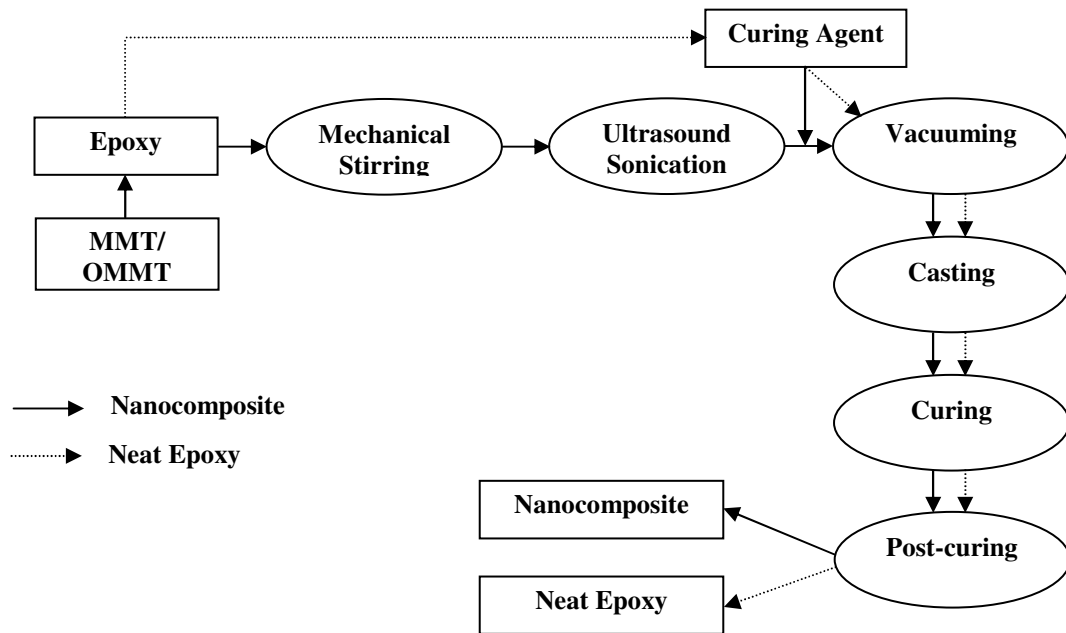 Curing Agent
Epoxy
Mechanical
Stirring
Ultrasound
Sonication
Vacuuming
MMT/
OMMT
Casting
Nanocomposite
Neat Epoxy
Curing
Nanocomposite
Post-curing
Neat Epoxy